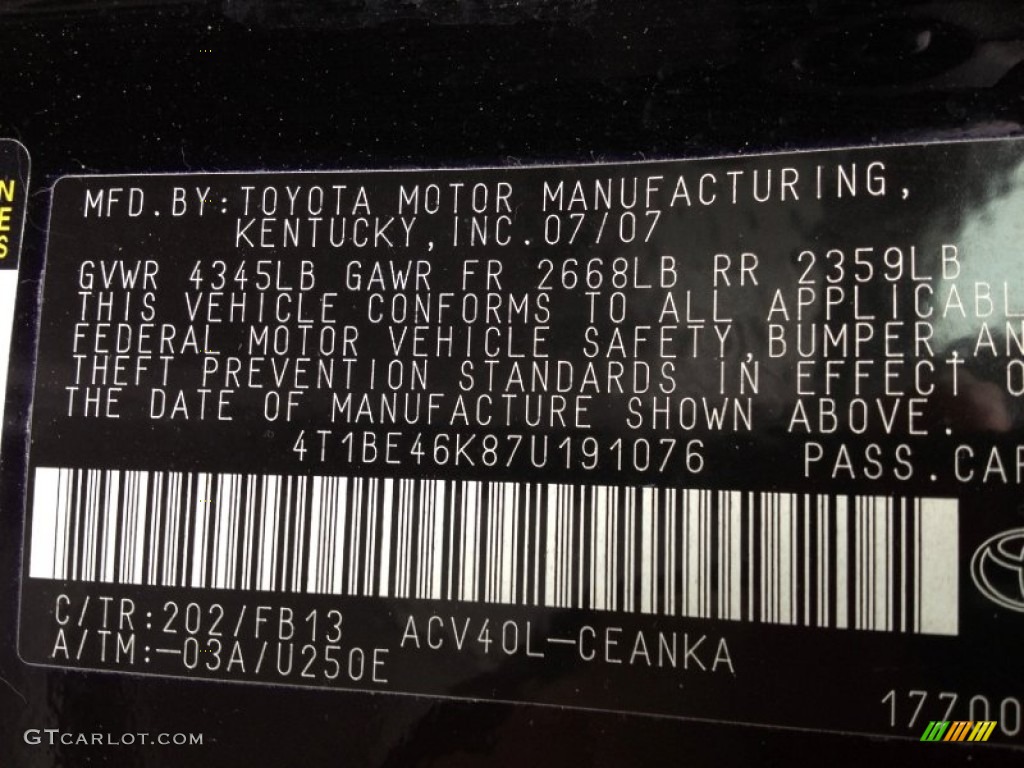 N
E
S
MFD.BY:TOYOTA MOTOR MANUFACTURING,
KENTUCKY,INC.07/07
GVWR 4345LB GAWR FR 2668LB RR 2359LB
THIS VEHICLE CONFORMS TO ALL APPLICABL
FEDERAL MOTOR VEHICLE SAFETY,BUMPER,AN
THEFT PREVENTION STANDARDS IN EFFECT O
THE DATE OF MANUFACTURE SHOWN ABOVE.
4T1BE46K87U191076 PASS.CAR
C/TR:202/FB13 ACV40L-CEANKA
A/TM:-03A/U250E
17700
GTCARLOT.COM